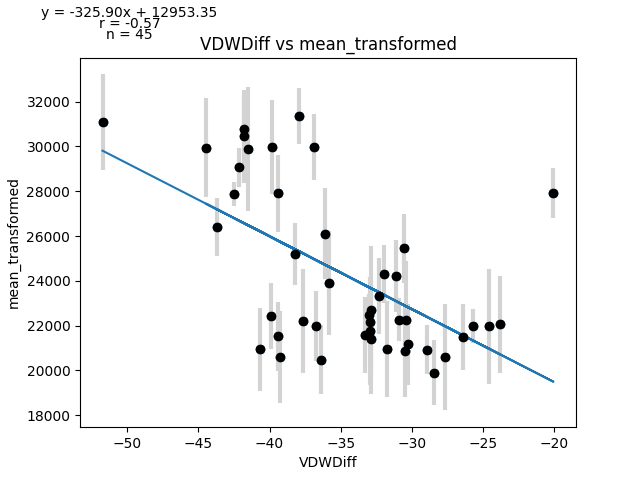 y = -325.90x + 12953.35
r = -0.57
n = 45
VDWDiff vs mean_transformed
mean_transformed
32000
30000
28000
26000
24000
22000
20000
18000
−50
−45
−40
−35
−30
−25
−20
VDWDiff